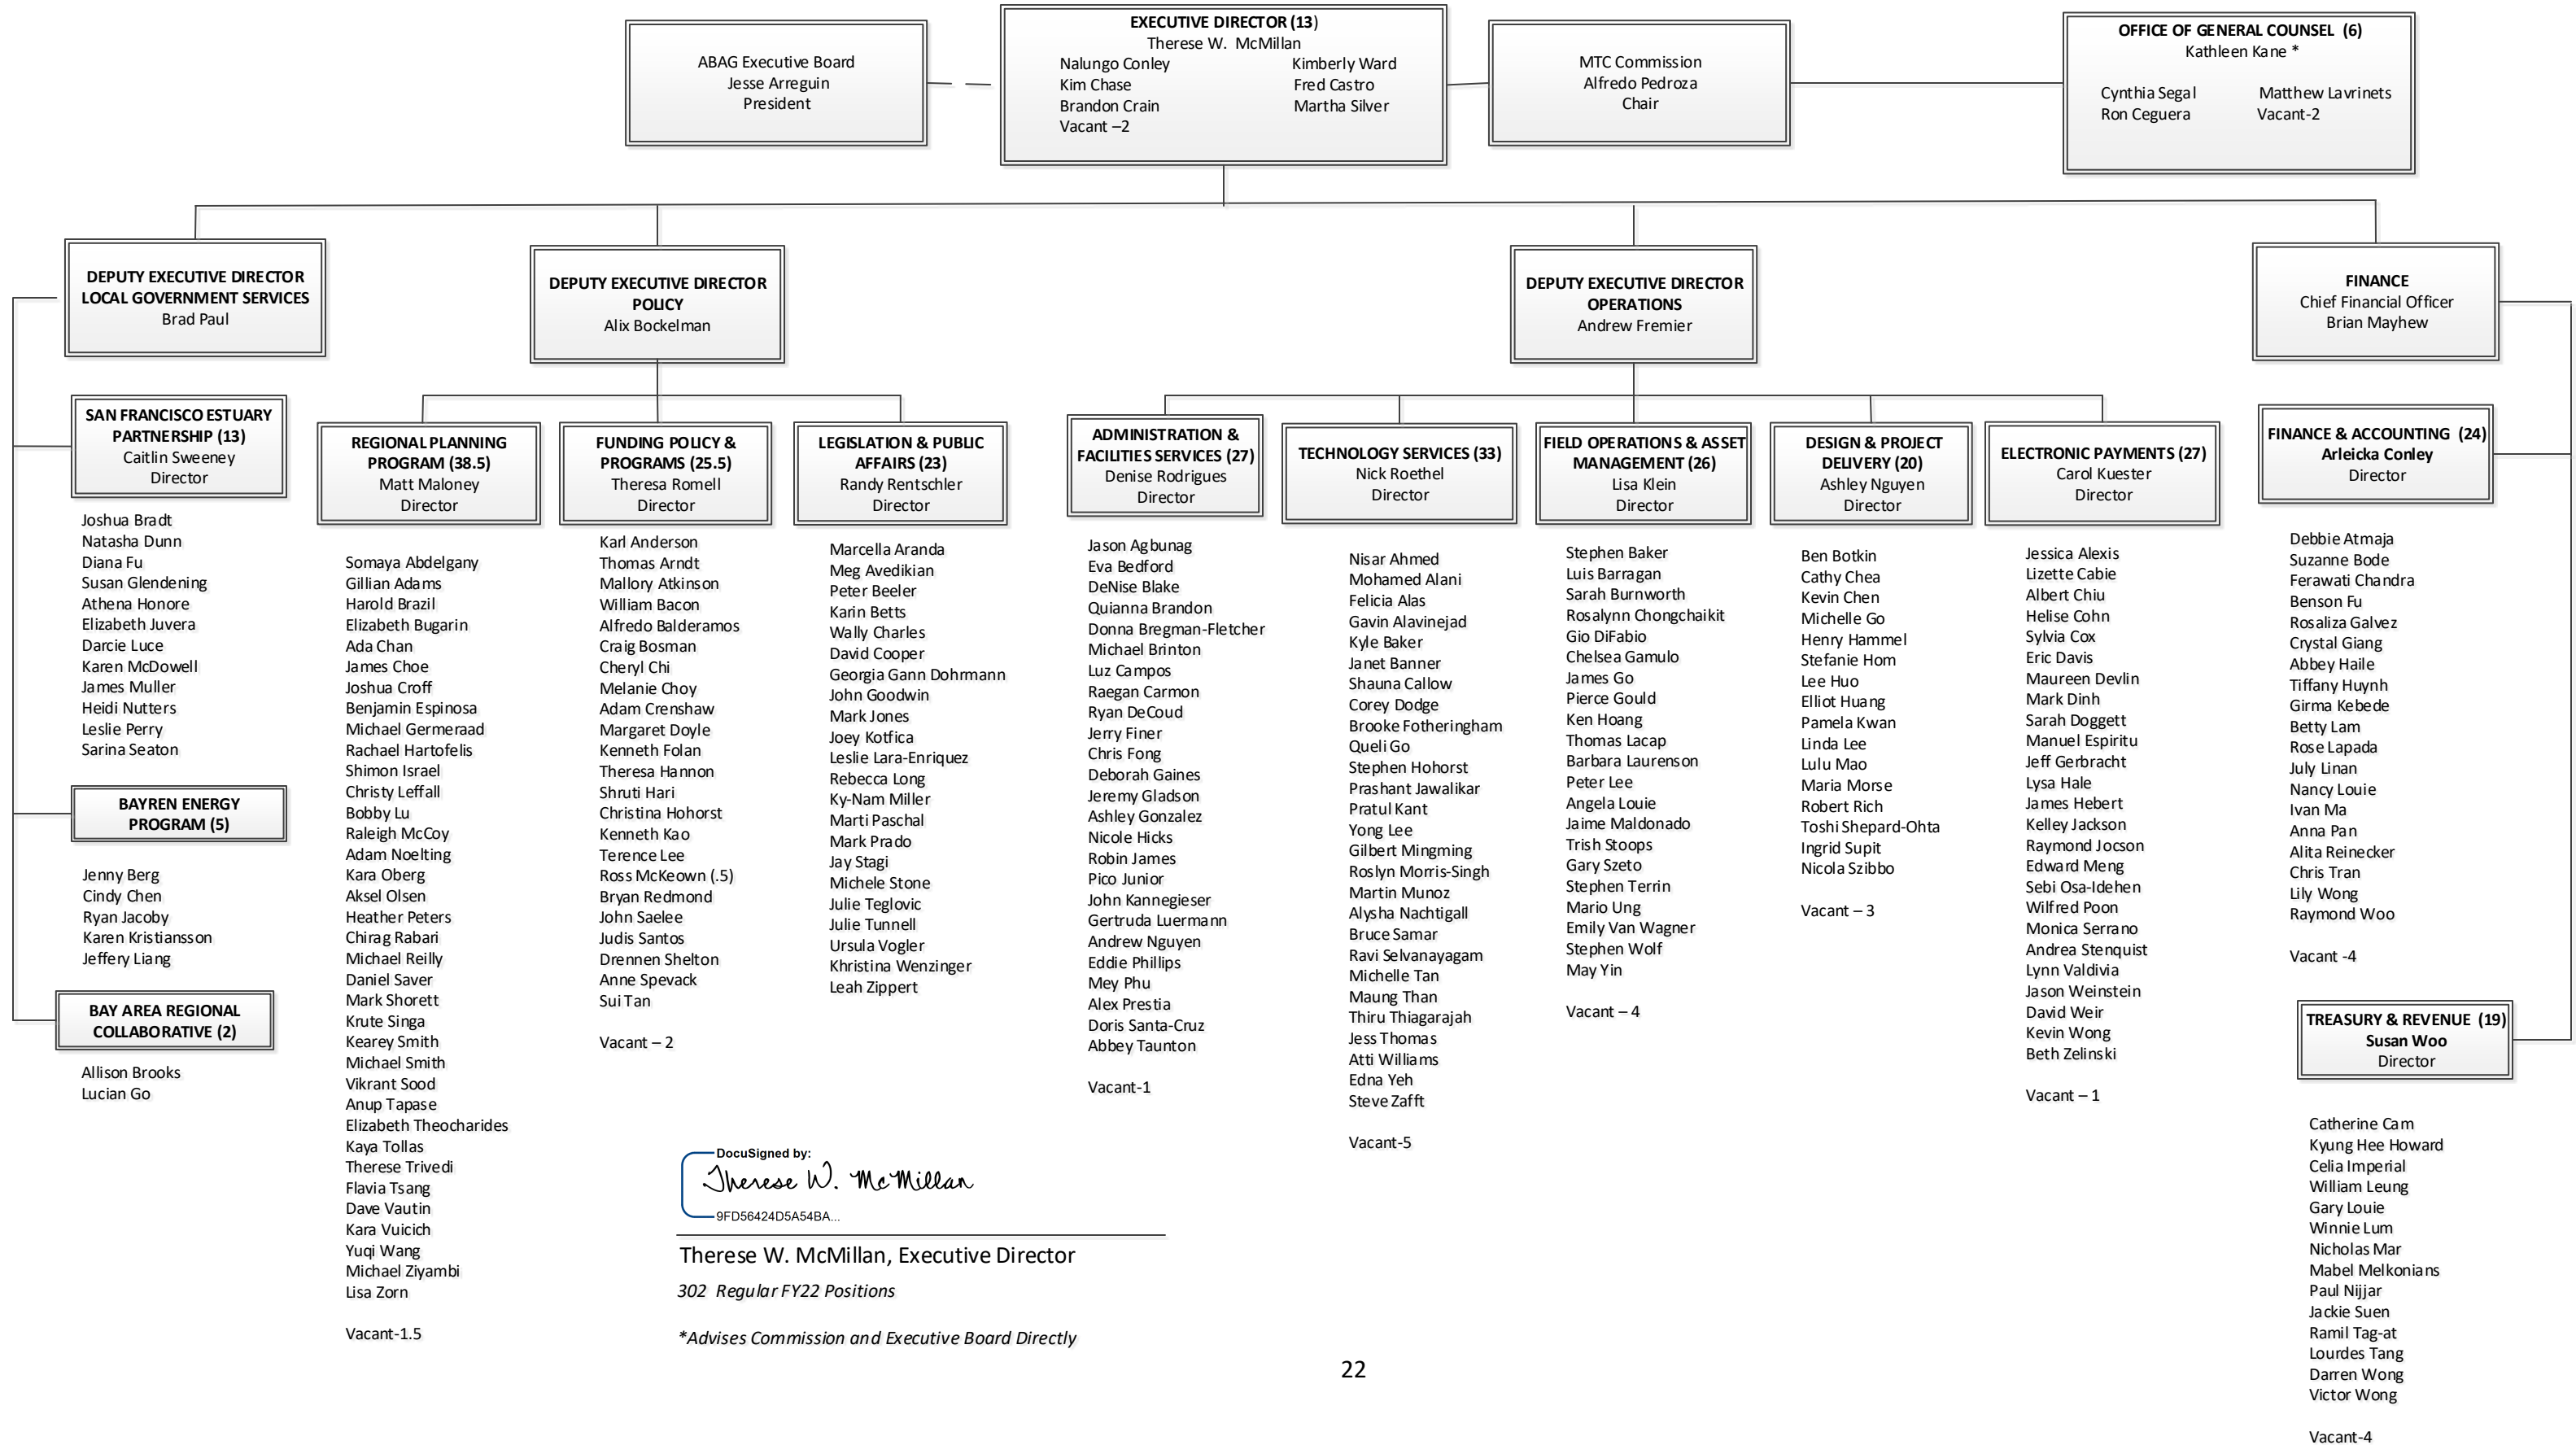 ABAG Executive Board
Jesse Arreguin
President
EXECUTIVE DIRECTOR (13)
Therese W. McMillan
Nalungo Conley
Kim Chase
Brandon Crain
Vacant –2
Kimberly Ward
Fred Castro
Martha Silver
MTC Commission
Alfredo Pedroza
Chair
OFFICE OF GENERAL COUNSEL (6)
Kathleen Kane *
Cynthia Segal
Ron Ceguera
Matthew Lavrinets
Vacant-2
DEPUTY EXECUTIVE DIRECTOR
LOCAL GOVERNMENT SERVICES
Brad Paul
DEPUTY EXECUTIVE DIRECTOR
POLICY
Alix Bockelman
DEPUTY EXECUTIVE DIRECTOR
OPERATIONS
Andrew Fremier
FINANCE
Chief Financial Officer
Brian Mayhew
SAN FRANCISCO ESTUARY
PARTNERSHIP (13)
Caitlin Sweeney
Director
Joshua Bradt
Natasha Dunn
Diana Fu
Susan Glendening
Athena Honore
Elizabeth Juvera
Darcie Luce
Karen McDowell
James Muller
Heidi Nutters
Leslie Perry
Sarina Seaton
BAYREN ENERGY
PROGRAM (5)
Jenny Berg
Cindy Chen
Ryan Jacoby
Karen Kristiansson
Jeffery Liang
BAY AREA REGIONAL
COLLABORATIVE (2)
Allison Brooks
Lucian Go
REGIONAL PLANNING
PROGRAM (38.5)
Matt Maloney
Director
Somaya Abdelgany
Gillian Adams
Harold Brazil
Elizabeth Bugarin
Ada Chan
James Choe
Joshua Croff
Benjamin Espinosa
Michael Germeraad
Rachael Hartofelis
Shimon Israel
Christy Leffall
Bobby Lu
Raleigh McCoy
Adam Noelting
Kara Oberg
Aksel Olsen
Heather Peters
Chirag Rabari
Michael Reilly
Daniel Saver
Mark Shorett
Krute Singa
Kearey Smith
Michael Smith
Vikrant Sood
Anup Tapase
Elizabeth Theocharides
Kaya Tollas
Therese Trivedi
Flavia Tsang
Dave Vautin
Kara Vuicich
Yuqi Wang
Michael Ziyambi
Lisa Zorn
Vacant-1.5
FUNDING POLICY &
PROGRAMS (25.5)
Theresa Romell
Director
Karl Anderson
Thomas Arndt
Mallory Atkinson
William Bacon
Alfredo Balderamos
Craig Bosman
Cheryl Chi
Melanie Choy
Adam Crenshaw
Margaret Doyle
Kenneth Folan
Theresa Hannon
Shruti Hari
Christina Hohorst
Kenneth Kao
Terence Lee
Ross McKeown (.5)
Bryan Redmond
John Saelee
Judis Santos
Drennen Shelton
Anne Spevack
Sui Tan
Vacant – 2
LEGISLATION & PUBLIC
AFFAIRS (23)
Randy Rentschler
Director
Marcella Aranda
Meg Avedikian
Peter Beeler
Karin Betts
Wally Charles
David Cooper
Georgia Gann Dohrmann
John Goodwin
Mark Jones
Joey Kotfica
Leslie Lara-Enriquez
Rebecca Long
Ky-Nam Miller
Marti Paschal
Mark Prado
Jay Stagi
Michele Stone
Julie Teglovic
Julie Tunnell
Ursula Vogler
Khristina Wenzinger
Leah Zippert
ADMINISTRATION &
FACILITIES SERVICES (27)
Denise Rodrigues
Director
Jason Agbunag
Eva Bedford
DeNise Blake
Quianna Brandon
Donna Bregman-Fletcher
Michael Brinton
Luz Campos
Raegan Carmon
Ryan DeCoud
Jerry Finer
Chris Fong
Deborah Gaines
Jeremy Gladson
Ashley Gonzalez
Nicole Hicks
Robin James
Pico Junior
John Kannegieser
Gertruda Luermann
Andrew Nguyen
Eddie Phillips
Mey Phu
Alex Prestia
Doris Santa-Cruz
Abbey Taunton
Vacant-1
TECHNOLOGY SERVICES (33)
Nick Roethel
Director
Nisar Ahmed
Mohamed Alani
Felicia Alas
Gavin Alavinejad
Kyle Baker
Janet Banner
Shauna Callow
Corey Dodge
Brooke Fotheringham
Queli Go
Stephen Hohorst
Prashant Jawalikar
Pratul Kant
Yong Lee
Gilbert Mingming
Roslyn Morris-Singh
Martin Munoz
Alysha Nachtigall
Bruce Samar
Ravi Selvanayagam
Michelle Tan
Maung Than
Thiru Thiagarajah
Jess Thomas
Atti Williams
Edna Yeh
Steve Zafft
Vacant-5
FIELD OPERATIONS & ASSET
MANAGEMENT (26)
Lisa Klein
Director
Stephen Baker
Luis Barragan
Sarah Burnworth
Rosalynn Chongchaikit
Gio DiFabio
Chelsea Gamulo
James Go
Pierce Gould
Ken Hoang
Thomas Lacap
Barbara Laurenson
Peter Lee
Angela Louie
Jaime Maldonado
Trish Stoops
Gary Szeto
Stephen Terrin
Mario Ung
Emily Van Wagner
Stephen Wolf
May Yin
Vacant – 4
DESIGN & PROJECT
DELIVERY (20)
Ashley Nguyen
Director
Ben Botkin
Cathy Chea
Kevin Chen
Michelle Go
Henry Hammel
Stefanie Hom
Lee Huo
Elliot Huang
Pamela Kwan
Linda Lee
Lulu Mao
Maria Morse
Robert Rich
Toshi Shepard-Ohta
Ingrid Supit
Nicola Szibbo
Vacant – 3
ELECTRONIC PAYMENTS (27)
Carol Kuester
Director
Jessica Alexis
Lizette Cabie
Albert Chiu
Helise Cohn
Sylvia Cox
Eric Davis
Maureen Devlin
Mark Dinh
Sarah Doggett
Manuel Espiritu
Jeff Gerbracht
Lysa Hale
James Hebert
Kelley Jackson
Raymond Jocson
Edward Meng
Sebi Osa-Idehen
Wilfred Poon
Monica Serrano
Andrea Stenquist
Lynn Valdivia
Jason Weinstein
David Weir
Kevin Wong
Beth Zelinski
Vacant – 1
FINANCE & ACCOUNTING (24)
Arleicka Conley
Director
Debbie Atmaja
Suzanne Bode
Ferawati Chandra
Benson Fu
Rosaliza Galvez
Crystal Giang
Abbey Haile
Tiffany Huynh
Girma Kebede
Betty Lam
Rose Lapada
July Linan
Nancy Louie
Ivan Ma
Anna Pan
Alita Reinecker
Chris Tran
Lily Wong
Raymond Woo
Vacant -4
TREASURY & REVENUE (19)
Susan Woo
Director
Catherine Cam
Kyung Hee Howard
Celia Imperial
William Leung
Gary Louie
Winnie Lum
Nicholas Mar
Mabel Melkonians
Paul Nijjar
Jackie Suen
Ramil Tag-at
Lourdes Tang
Darren Wong
Victor Wong
Vacant-4
DocuSigned by:
Therese W. McMillan
9FD56424D5A54BA...
Therese W. McMillan, Executive Director
302 Regular FY22 Positions
*Advises Commission and Executive Board Directly
22